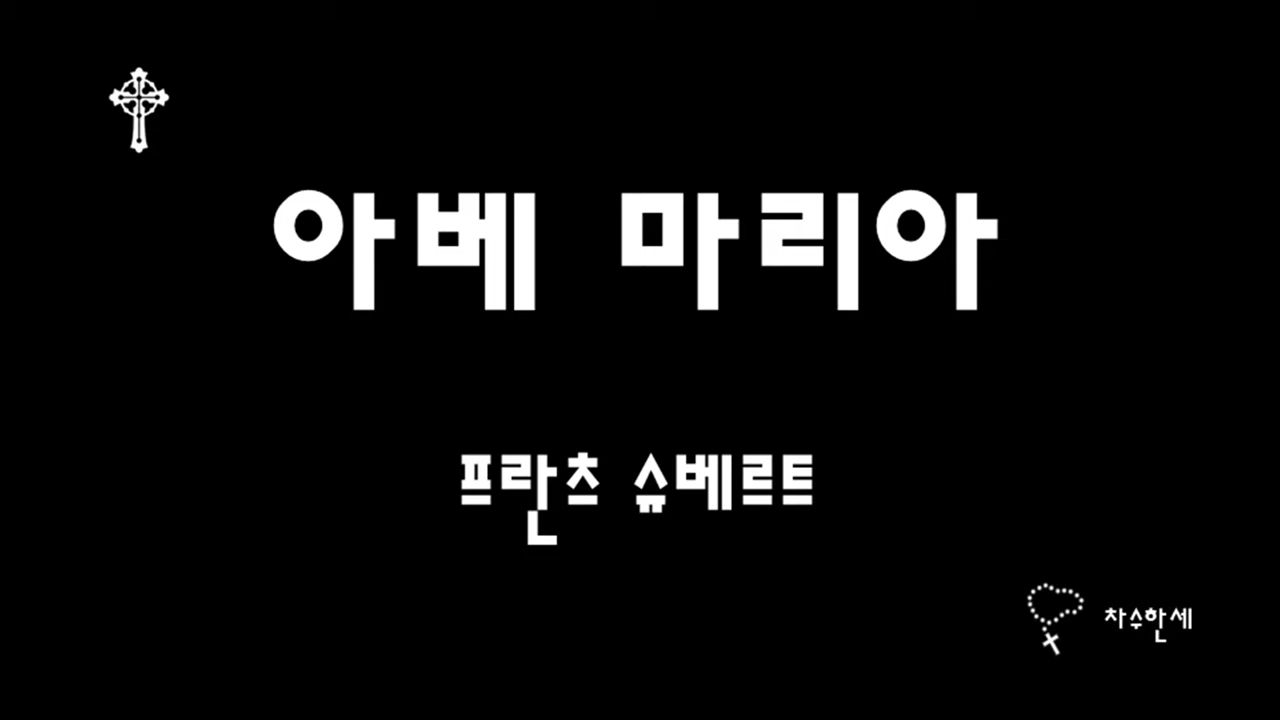 아베 마리아
프란츠 슈베르트
차수한세